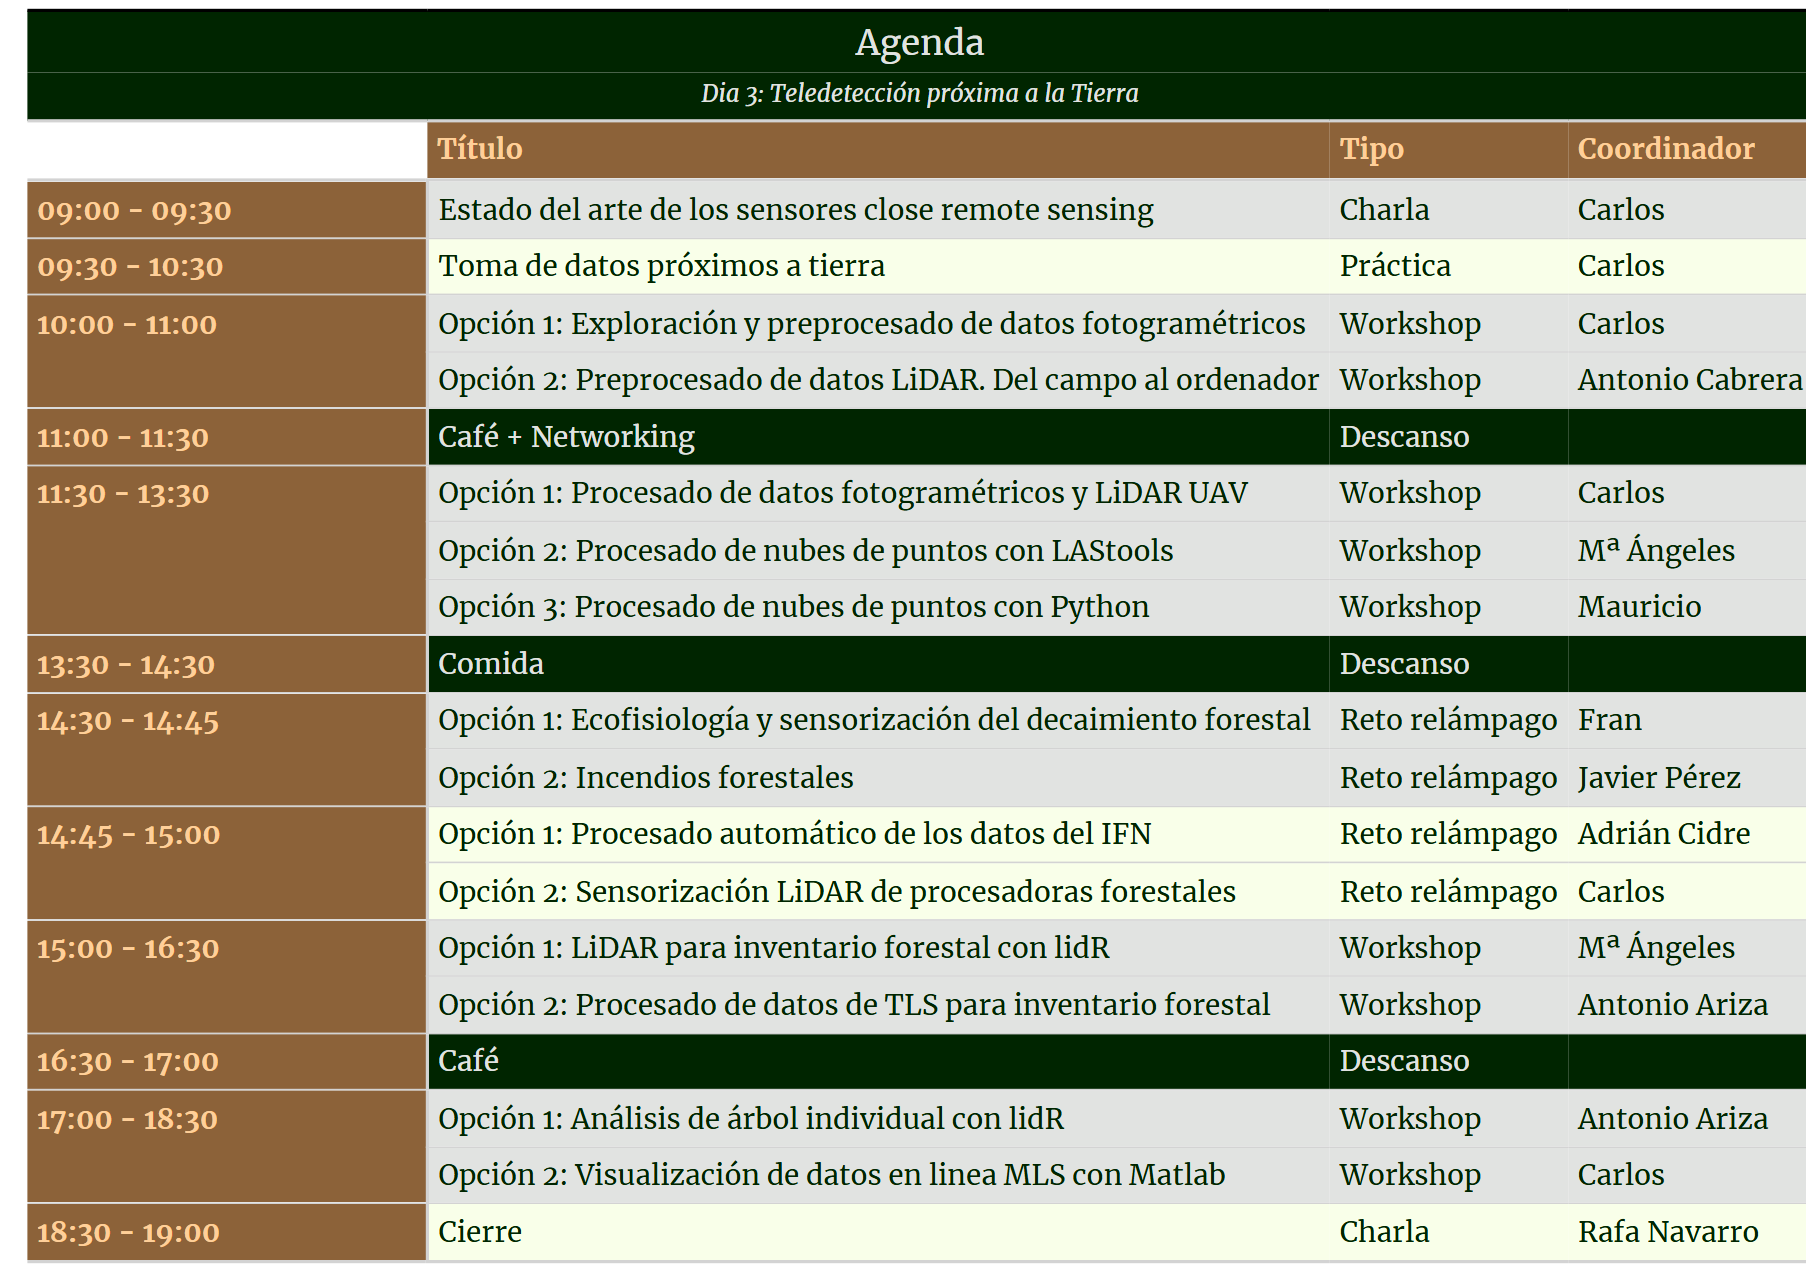 Agenda
Dia 3: Teledetección próxima a la Tierra
Título Tipo Coordinador
09:00 - 09:30 Estado del arte de los sensores close remote sensing Charla Carlos
09:30 - 10:30 Toma de datos próximos a tierra Práctica Carlos
10:00 - 11:00 Opción 1: Exploración y preprocesado de datos fotogramétricos Workshop Carlos
Opción 2: Preprocesado de datos LiDAR. Del campo al ordenador Workshop Antonio Cabrera
11:00 - 11:30 Café + Networking Descanso
11:30 - 13:30 Opción 1: Procesado de datos fotogramétricos y LiDAR UAV Workshop Carlos
Opción 2: Procesado de nubes de puntos con LAStools Workshop Mª Ángeles
Opción 3: Procesado de nubes de puntos con Python Workshop Mauricio
13:30 - 14:30 Comida Descanso
14:30 - 14:45 Opción 1: Ecofisiología y sensorización del decaimiento forestal Reto relámpago Fran
Opción 2: Incendios forestales Reto relámpago Javier Pérez
14:45 - 15:00 Opción 1: Procesado automático de los datos del IFN Reto relámpago Adrián Cidre
Opción 2: Sensorización LiDAR de procesadoras forestales Reto relámpago Carlos
15:00 - 16:30 Opción 1: LiDAR para inventario forestal con lidR Workshop Mª Ángeles
Opción 2: Procesado de datos de TLS para inventario forestal Workshop Antonio Ariza
16:30 - 17:00 Café Descanso
17:00 - 18:30 Opción 1: Análisis de árbol individual con lidR Workshop Antonio Ariza
Opción 2: Visualización de datos en linea MLS con Matlab Workshop Carlos
18:30 - 19:00 Cierre Charla Rafa Navarro